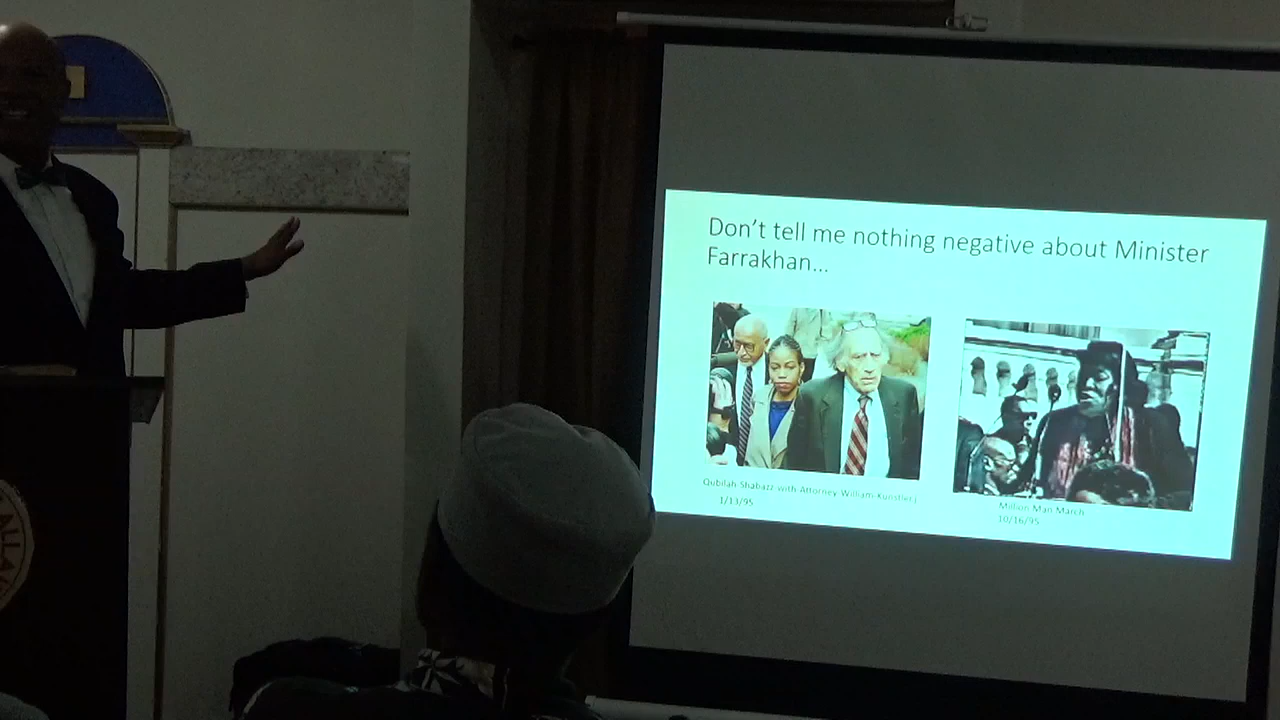 Don't tell me nothing negative about Minister
Farrakhan...
Qubilah Shabazz with Attorney William Kunstler)
1/13/95
Million Man March
10/16/95
ALLA